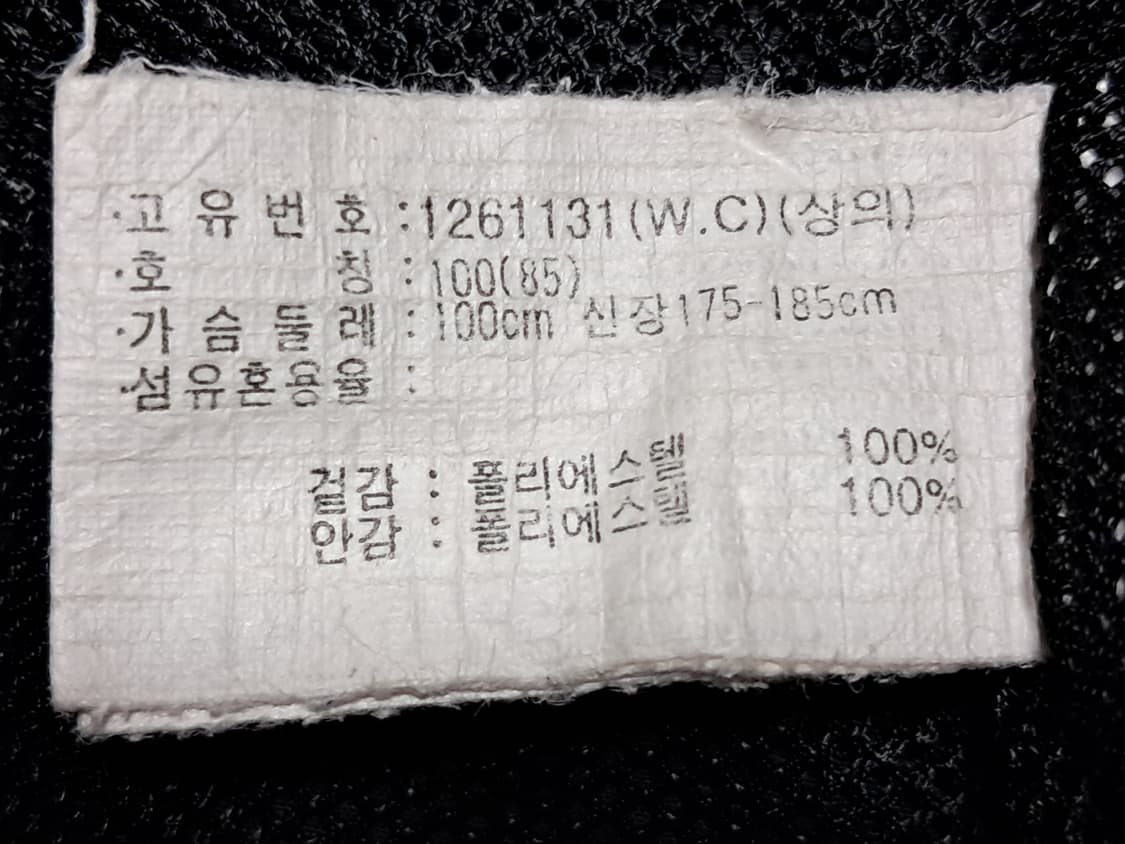 ·고 유 번 호 :1261131(W.C)(상의)
·호 칭 : 100(85)
·가 슴 둘 레 : 100cm 신장175-185cm
·섬유혼용율 :
겉감 : 폴리에스텔 100%
안감 : 폴리에스텔 100%